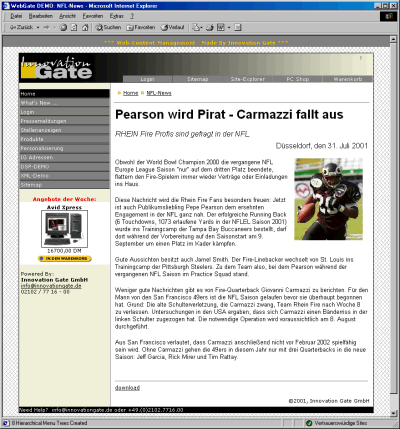 WebGate DEMO: NFL-News - Microsoft Internet Explorer
Datei Bearbeiten Ansicht Favoriten Extras ?
Zurück Suchen Favoriten Verlauf
*** Web Content Management - Made By Innovation Gate ***
Innovation
Gate
Login Sitemap Site-Explorer PC Shop Warenkorb
Home
What's New ...
Login
Pressemeldungen
Stellenanzeigen
Produkte
Personalisierung
IG Adressen
DSP-DEMO
XML-Demo
Sitemap
Angebote der Woche:
Avid Xpress
16700,00 DM
IN DEN WARENKORB
Powered By:
Innovation Gate GmbH
info@innovationgate.de
02102 / 77 16 - 00
Home NFL-News
Pearson wird Pirat - Carmazzi fallt aus
RHEIN Fire Profis sind gefragt in der NFL
Düsseldorf, den 31. Juli 2001
Obwohl der World Bowl Champion 2000 die vergangene NFL
Europe League Saison "nur" auf dem dritten Platz beendete,
flattern den Fire-Spielern immer wieder Verträge oder Einladungen
ins Haus.
Diese Nachricht wird die Rhein Fire Fans besonders freuen: Jetzt
ist auch Publikumsliebling Pepe Pearson dem ersehnten
Engagement in der NFL ganz nah. Der erfolgreiche Running Back
(6 Touchdowns, 1073 erlaufene Yards in der NFLEL Saison 2001)
wurde ins Trainingscamp der Tampa Bay Buccaneers bestellt, darf
dort während der Vorbereitung auf den Saisonstart am 9.
September um einen Platz im Kader kämpfen.
Gute Aussichten besitzt auch Jamel Smith. Der Fire-Linebacker wechselt von St. Louis ins
Trainingscamp der Pittsburgh Steelers. Zu dem Team also, bei dem Pearson während der
vergangenen NFL Saison im Practice Squad stand.
Weniger gute Nachrichten gibt es von Fire-Quarterback Giovanni Carmazzi zu berichten. Für den
Mann von den San Francisco 49ers ist die NFL Saison gelaufen bevor sie überhaupt begonnen
hat. Grund: Die alte Schulterverletzung, die Carmazzi zwang, Team Rhein Fire nach Woche 8
zu verlassen. Untersuchungen in den USA ergaben, dass sich Carmazzi einen Bänderriss in der
linken Schulter zugezogen hat. Die notwendige Operation wird voraussichtlich am 8. August
durchgeführt.
Aus San Francisco verlautet, dass Carmazzi anschließend nicht vor Februar 2002 spielfähig
sein wird. Ohne Carmazzi gehen die 49ers in diesem Jahr nur mit drei Quarterbacks in die neue
Saison: Jeff Garcia, Rick Mirer und Tim Rattay.
download
©2001, Innovation Gate GmbH
Need Help? info@innovationgate.de oder +49.(0)2102.7716.00
0 Hierarchical Menu Trees Created Vertrauenswürdige Sites